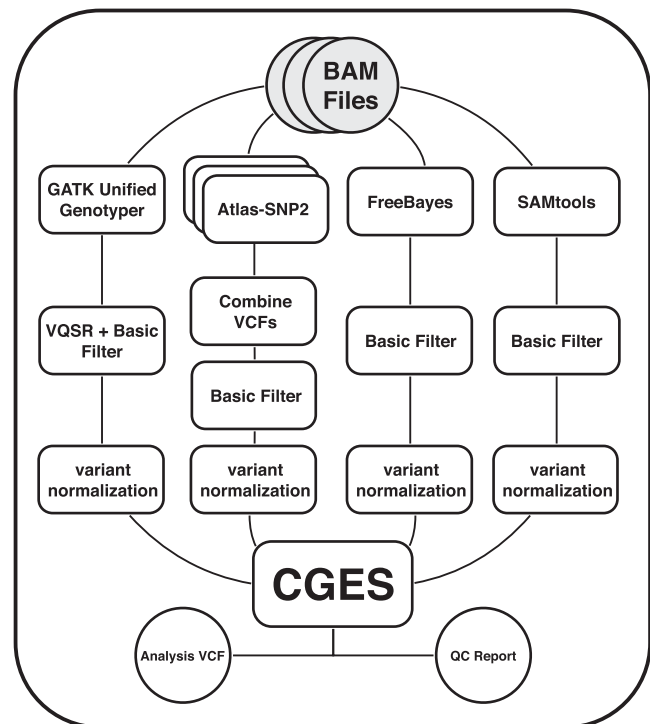 BAM
Files
GATK Unified
Genotyper
Atlas-SNP2
FreeBayes
SAMtools
Combine
VCFs
VQSR + Basic
Filter
Basic Filter
Basic Filter
Basic Filter
variant
normalization
variant
normalization
variant
normalization
variant
normalization
CGES
Analysis VCF
QC Report